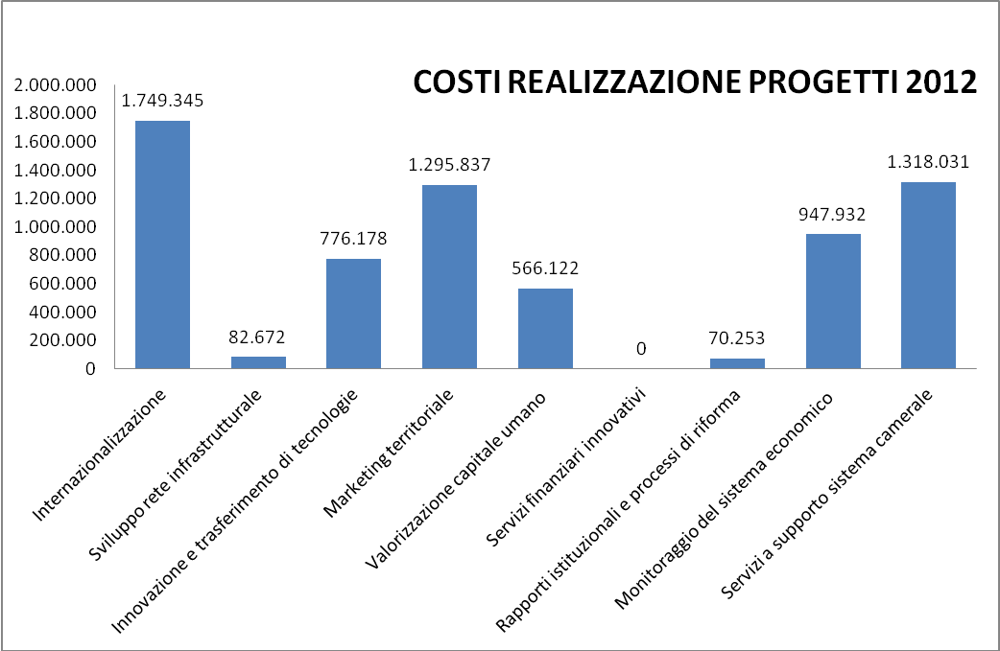 COSTI REALIZZAZIONE PROGETTI 2012
2.000.000
1.800.000
1.600.000
1.400.000
1.200.000
1.000.000
800.000
600.000
400.000
200.000
0
1.749.345
82.672
776.178
1.295.837
566.122
0
70.253
947.932
1.318.031
Internazionalizzazione
Sviluppo rete infrastrutturale
Innovazione e trasferimento di tecnologie
Marketing territoriale
Valorizzazione capitale umano
Servizi finanziari innovativi
Rapporti istituzionali e processi di riforma
Monitoraggio del sistema economico
Servizi a supporto sistema camerale